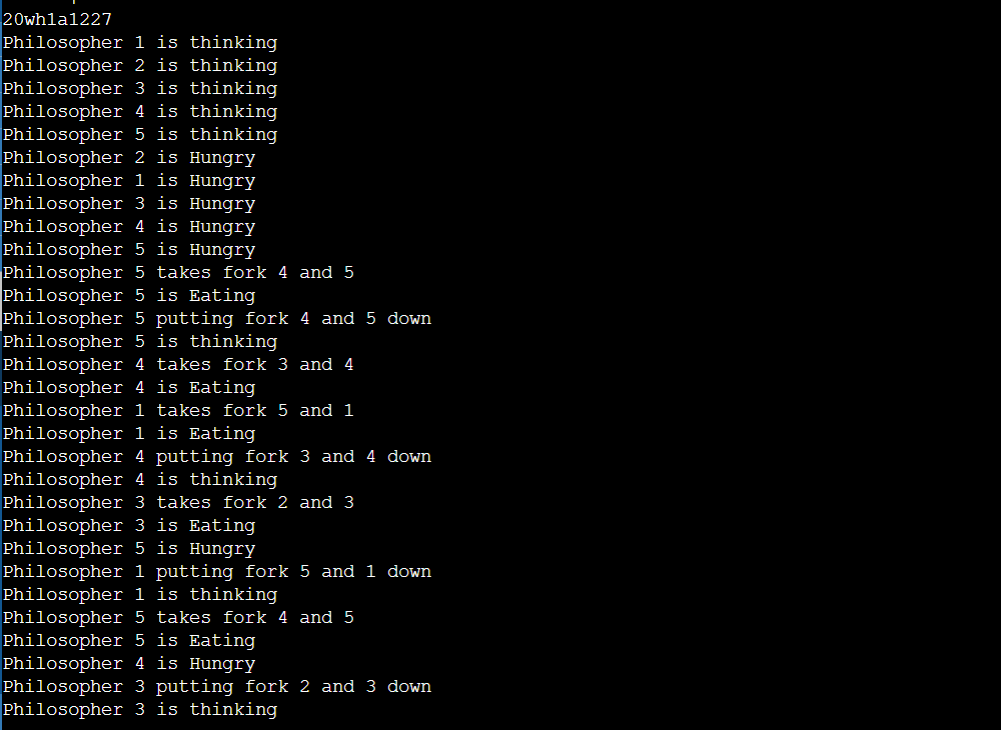 20wh1a1227
Philosopher 1 is thinking
Philosopher 2 is thinking
Philosopher 3 is thinking
Philosopher 4 is thinking
Philosopher 5 is thinking
Philosopher 2 is Hungry
Philosopher 1 is Hungry
Philosopher 3 is Hungry
Philosopher 4 is Hungry
Philosopher 5 is Hungry
Philosopher 5 takes fork 4 and 5
Philosopher 5 is Eating
Philosopher 5 putting fork 4 and 5 down
Philosopher 5 is thinking
Philosopher 4 takes fork 3 and 4
Philosopher 4 is Eating
Philosopher 1 takes fork 5 and 1
Philosopher 1 is Eating
Philosopher 4 putting fork 3 and 4 down
Philosopher 4 is thinking
Philosopher 3 takes fork 2 and 3
Philosopher 3 is Eating
Philosopher 5 is Hungry
Philosopher 1 putting fork 5 and 1 down
Philosopher 1 is thinking
Philosopher 5 takes fork 4 and 5
Philosopher 5 is Eating
Philosopher 4 is Hungry
Philosopher 3 putting fork 2 and 3 down
Philosopher 3 is thinking